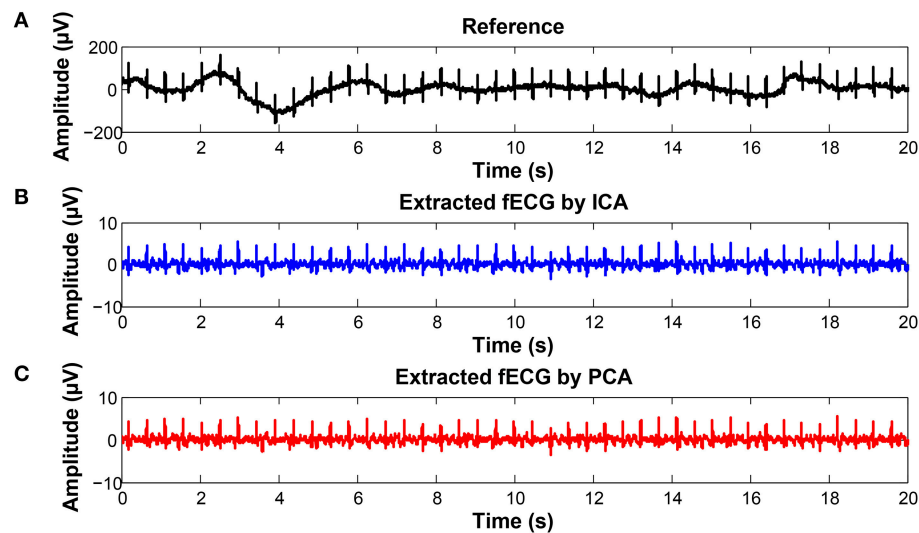 A
Reference
Amplitude (µV)
200
0
−200
0 2 4 6 8 10 12 14 16 18 20
Time (s)
B
Extracted fECG by ICA
Amplitude (µV)
10
0
−10
0 2 4 6 8 10 12 14 16 18 20
Time (s)
C
Extracted fECG by PCA
Amplitude (µV)
10
0
−10
0 2 4 6 8 10 12 14 16 18 20
Time (s)